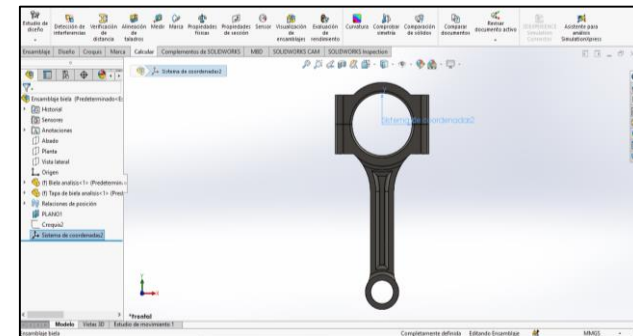 Estudio de diseño
Detección de interferencias
Verificación de distancia
Alineación de taladros
Medir
Marca
Propiedades físicas
Propiedades de sección
Sensor
Visualización de ensamblajes
Evaluación de rendimiento
Curvatura
Comprobar simetría
Comparación de sólidos
Comparar documentos
Revisar documento activo
Asistente para análisis SimulationXpress
Ensamblaje Diseño Croquis Marca Calcular Complementos de SOLIDWORKS MBD SOLIDWORKS CAM SOLIDWORKS Inspection
Sistema de coordenadas2
Ensamblaje biela (Predeterminado<E
Historial
Sensores
Anotaciones
Alzado
Planta
Vista lateral
Origen
(f) Biela analisis<1> (Predetermin
(f) Tapa de biela analisis<1> (Pred
Relaciones de posición
PLANO1
Croquis2
Sistema de coordenadas2
Sistema de coordenadas2
*Frontal
Modelo Vistas 3D Estudio de movimiento 1
Ensamblaje biela Completamente definida Editando Ensamblaje MMGS